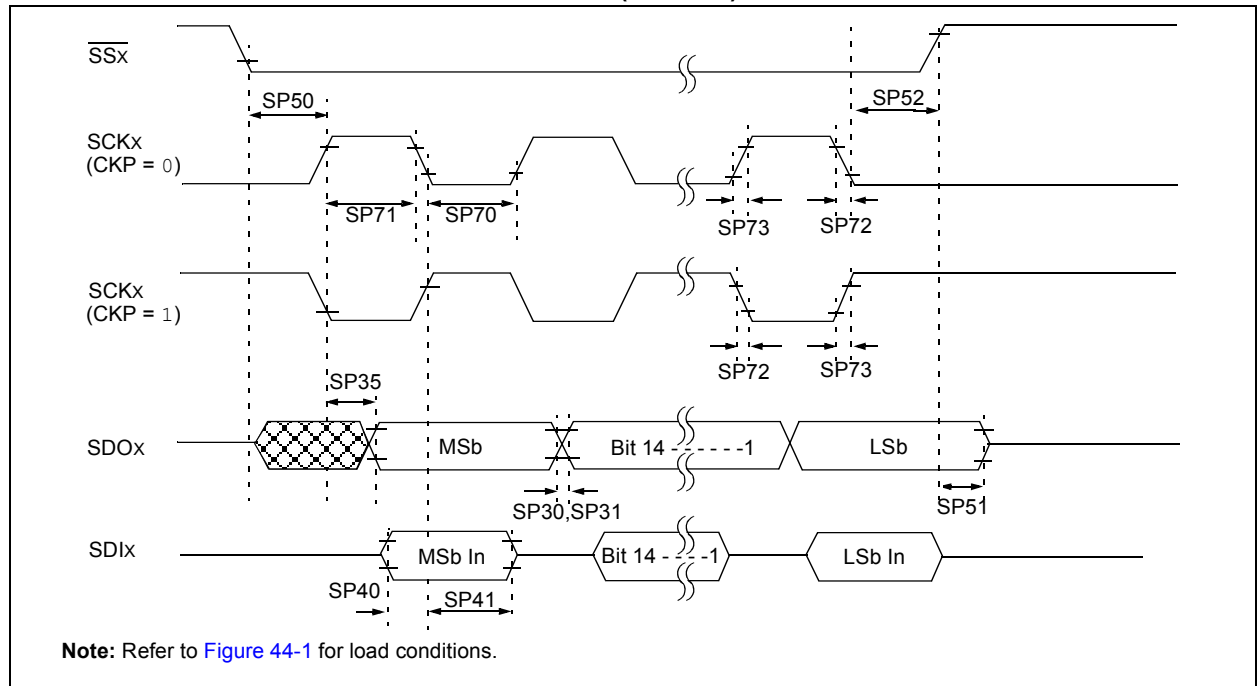 SSx
SP50
SP52
SCKx
(CKP = 0)
SP71
SP70
SP73
SP72
SCKx
(CKP = 1)
SP72
SP73
SP35
SDOx
MSb
Bit 14 - - - - - -1
LSb
SP30,SP31
SP51
SDIx
MSb In
Bit 14 - - - -1
LSb In
SP40
SP41
Note: Refer to Figure 44-1 for load conditions.